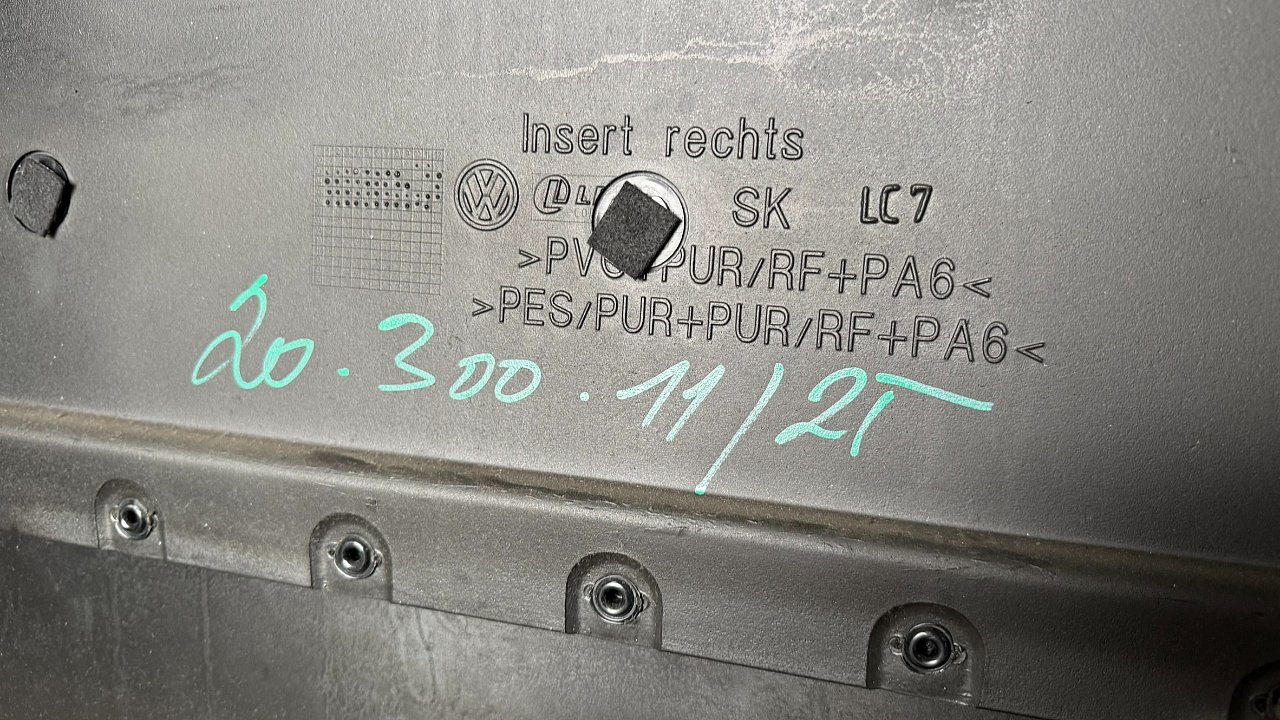 Insert rechts
SK LC7
+PUR/RF+PA6<
>PES/PUR+PUR/RF+PA6<
20.300.11/2T